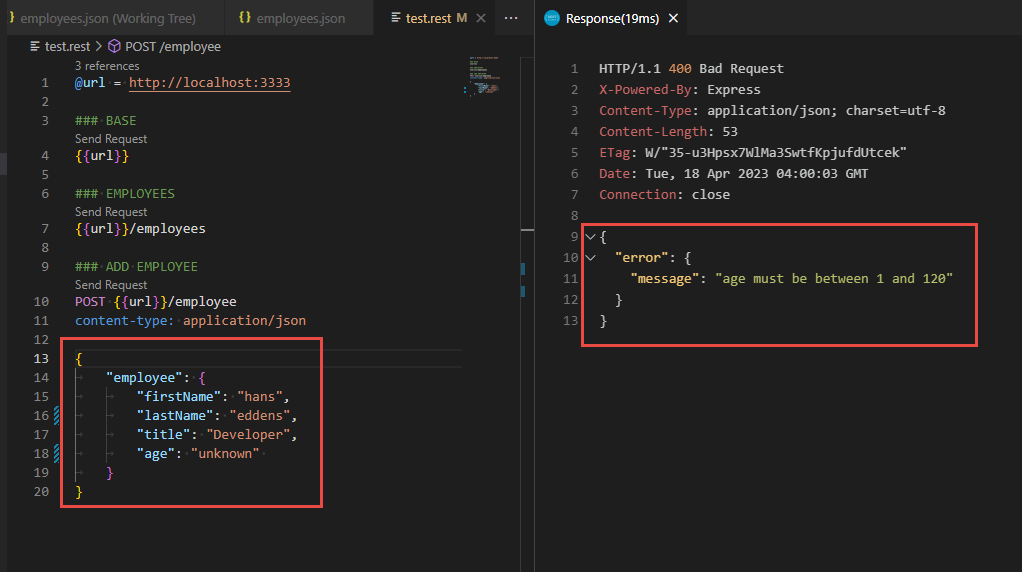 } employees.json (Working Tree)
{} employees.json
test.rest M
Response(19ms)
test.rest > POST /employee
3 references
1 @url = http://localhost:3333
2
3 ### BASE
Send Request
4 {{url}}
5
6 ### EMPLOYEES
Send Request
7 {{url}}/employees
8
9 ### ADD EMPLOYEE
Send Request
10 POST {{url}}/employee
11 content-type: application/json
12
13 {
14 "employee": {
15 "firstName": "hans",
16 "lastName": "eddens",
17 "title": "Developer",
18 "age": "unknown"
19 }
20 }
1 HTTP/1.1 400 Bad Request
2 X-Powered-By: Express
3 Content-Type: application/json; charset=utf-8
4 Content-Length: 53
5 ETag: W/"35-u3Hpsx7WlMa3SwtfKpjufdUtcek"
6 Date: Tue, 18 Apr 2023 04:00:03 GMT
7 Connection: close
8
9 {
10 "error": {
11 "message": "age must be between 1 and 120"
12 }
13 }